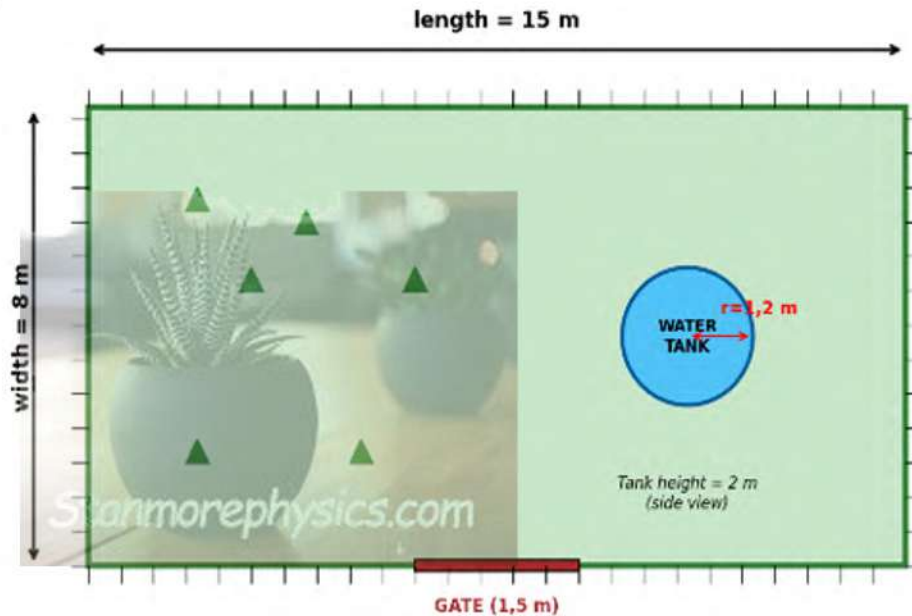 length = 15 m
width = 8 m
r=1,2 m
WATER
TANK
Tank height = 2 m
(side view)
Stanmorephysics.com
GATE (1,5 m)